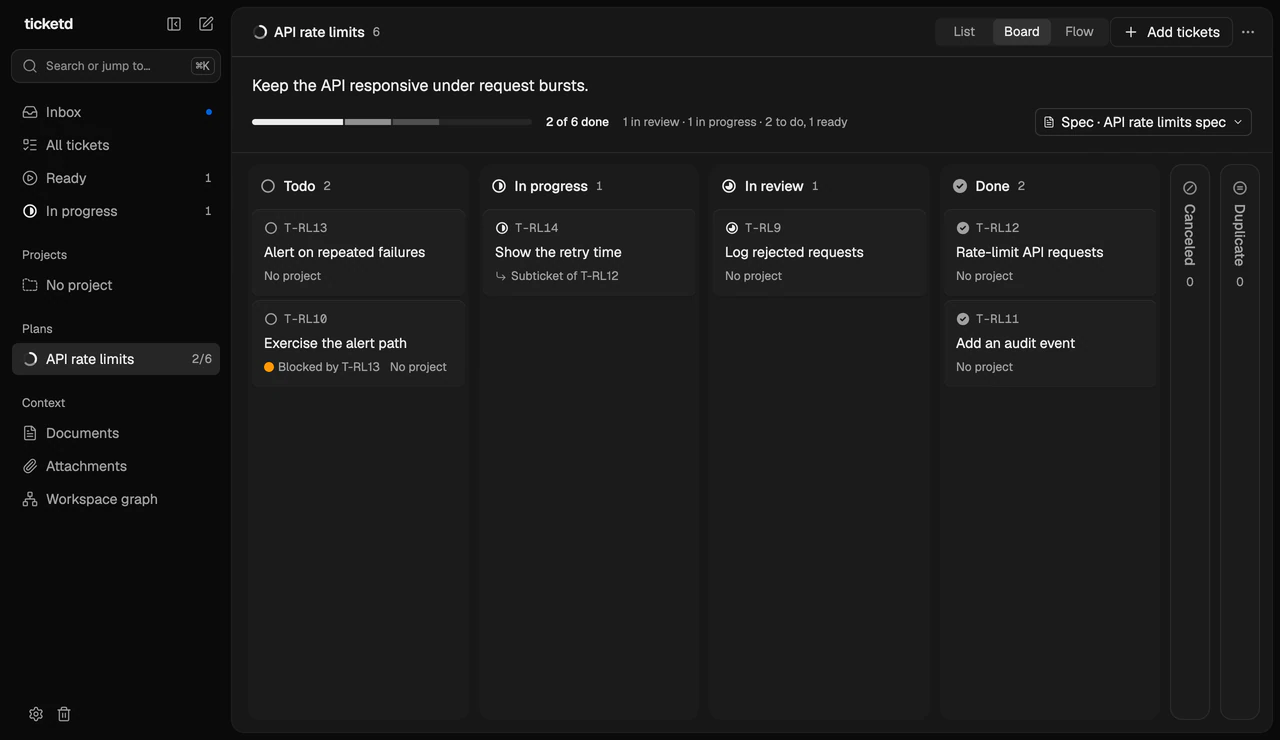 ticketd
Search or jump to...
⌘K
Inbox
All tickets
Ready 1
In progress 1
Projects
No project
Plans
API rate limits 2/6
Context
Documents
Attachments
Workspace graph
API rate limits 6
List
Board
Flow
+ Add tickets
Keep the API responsive under request bursts.
2 of 6 done 1 in review · 1 in progress · 2 to do, 1 ready
Spec · API rate limits spec
Todo 2
T-RL13
Alert on repeated failures
No project
T-RL10
Exercise the alert path
Blocked by T-RL13 No project
In progress 1
T-RL14
Show the retry time
Subticket of T-RL12
In review 1
T-RL9
Log rejected requests
No project
Done 2
T-RL12
Rate-limit API requests
No project
T-RL11
Add an audit event
No project
Canceled 0
Duplicate 0